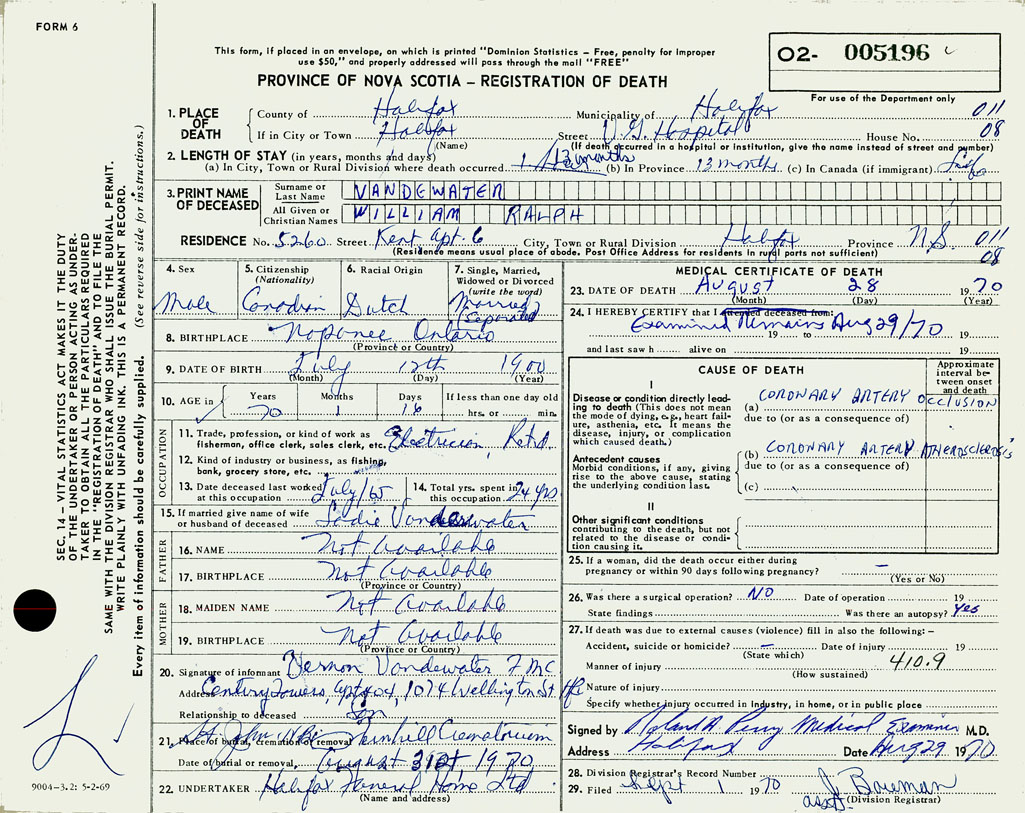 FORM 6
This form, if placed in an envelope, on which is printed "Dominion Statistics – Free, penalty for improper
use $50," and properly addressed will pass through the mail "FREE"
O2- 005196
PROVINCE OF NOVA SCOTIA – REGISTRATION OF DEATH
For use of the Department only
1. PLACE OF DEATH
County of Halifax Municipality of Halifax 011
If in City or Town Halifax Street V.G. Hospital House No. 08
(Name) (If death occurred in a hospital or institution, give the name instead of street and number)
2. LENGTH OF STAY (in years, months and days)
(a) In City, Town or Rural Division where death occurred 13 months (b) In Province 13 months (c) In Canada (if immigrant) Life
3. PRINT NAME OF DECEASED
Surname or Last Name VANDEWATER
All Given or Christian Names WILLIAM RALPH
RESIDENCE No. 5260 Street Kent Apt. 6 City, Town or Rural Division Halifax Province N.S. 011
(Residence means usual place of abode. Post Office Address for residents in rural parts not sufficient) 08
4. Sex
Male
5. Citizenship (Nationality)
Canadian
6. Racial Origin
Dutch
7. Single, Married, Widowed or Divorced (write the word)
Married
Separated
8. BIRTHPLACE Napanee Ontario
(Province or Country)
9. DATE OF BIRTH July 12th 1900
(Month) (Day) (Year)
10. AGE in Years 70 Months 1 Days 16 If less than one day old hrs. or min.
OCCUPATION
11. Trade, profession, or kind of work as fisherman, office clerk, sales clerk, etc. Electrician, Retrd
12. Kind of industry or business, as fishing, bank, grocery store, etc.
13. Date deceased last worked at this occupation July/65
14. Total yrs. spent in this occupation 24 yrs
15. If married give name of wife or husband of deceased Sadie Vandewater
FATHER
16. NAME Not Available
17. BIRTHPLACE Not Available
(Province or Country)
MOTHER
18. MAIDEN NAME Not Available
19. BIRTHPLACE Not Available
(Province or Country)
20. Signature of informant Vernon Vandewater
Address Century Towers, Apt 404, 1074 Wellington St. Hfx
Relationship to deceased Son
21. Place of burial, cremation or removal Crematorium
Date of burial or removal, August 31st, 1970
22. UNDERTAKER Halifax Funeral Home Ltd
(Name and address)
MEDICAL CERTIFICATE OF DEATH
23. DATE OF DEATH August 28 1970
(Month) (Day) (Year)
24. I HEREBY CERTIFY that I attended deceased from:
Examined Remains Aug 29/70
19 to 19
and last saw h alive on 19
CAUSE OF DEATH
Approximate interval between onset and death
I
Disease or condition directly leading to death (This does not mean the mode of dying, e.g., heart failure, asthenia, etc. It means the disease, injury, or complication which caused death.)
(a) CORONARY ARTERY OCCLUSION
due to (or as a consequence of)
Antecedent causes
Morbid conditions, if any, giving rise to the above cause, stating the underlying condition last.
(b) CORONARY ARTERY ATHEROSCLEROSIS
due to (or as a consequence of)
(c)
II
Other significant conditions
contributing to the death, but not related to the disease or condition causing it.
25. If a woman, did the death occur either during pregnancy or within 90 days following pregnancy? –
(Yes or No)
26. Was there a surgical operation? NO Date of operation 19
State findings Was there an autopsy? Yes
27. If death was due to external causes (violence) fill in also the following: –
Accident, suicide or homicide? – Date of injury 19
(State which)
410.9
Manner of injury
(How sustained)
Nature of injury
Specify whether injury occurred in Industry, in home, or in public place
Signed by Roland A Perry Medical Examiner M.D.
Address Halifax Date Aug 29 1970
28. Division Registrar's Record Number
29. Filed Sept 1 1970 J. Bowman
asst (Division Registrar)
SEC. 14 – VITAL STATISTICS ACT MAKES IT THE DUTY
OF THE UNDERTAKER OR PERSON ACTING AS UNDER-
TAKER TO OBTAIN ALL THE PARTICULARS REQUIRED
IN THE "REGISTRATION OF DEATH" AND TO FILE THE
SAME WITH THE DIVISION REGISTRAR WHO SHALL ISSUE THE BURIAL PERMIT.
WRITE PLAINLY WITH UNFADING INK. THIS IS A PERMANENT RECORD.
Every item of information should be carefully supplied. (See reverse side for instructions.)
9004-3.2: 5-2-69